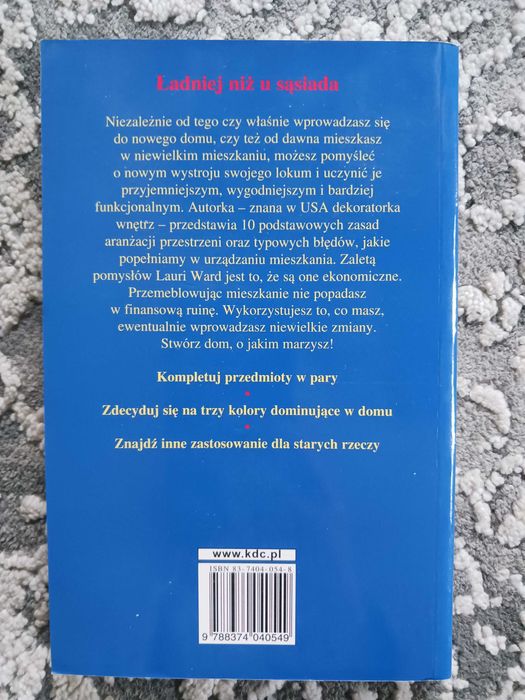 Ładniej niż u sąsiada
Niezależnie od tego czy właśnie wprowadzasz się
do nowego domu, czy też od dawna mieszkasz
w niewielkim mieszkaniu, możesz pomyśleć
o nowym wystroju swojego lokum i uczynić je
przyjemniejszym, wygodniejszym i bardziej
funkcjonalnym. Autorka – znana w USA dekoratorka
wnętrz – przedstawia 10 podstawowych zasad
aranżacji przestrzeni oraz typowych błędów, jakie
popełniamy w urządzaniu mieszkania. Zaletą
pomysłów Lauri Ward jest to, że są one ekonomiczne.
Przemeblowując mieszkanie nie popadasz
w finansową ruinę. Wykorzystujesz to, co masz,
ewentualnie wprowadzasz niewielkie zmiany.
Stwórz dom, o jakim marzysz!
Kompletuj przedmioty w pary
•
Zdecyduj się na trzy kolory dominujące w domu
•
Znajdź inne zastosowanie dla starych rzeczy
www.kdc.pl
ISBN 83-7404-054-8
9 788374 040549